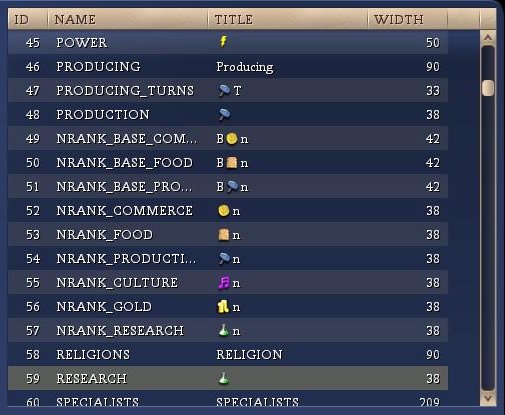 ID NAME TITLE WIDTH
45 POWER 50
46 PRODUCING Producing 90
47 PRODUCING_TURNS T 33
48 PRODUCTION 38
49 NRANK_BASE_COM... B n 42
50 NRANK_BASE_FOOD B n 42
51 NRANK_BASE_PRO... B n 42
52 NRANK_COMMERCE n 38
53 NRANK_FOOD n 38
54 NRANK_PRODUCTI... n 38
55 NRANK_CULTURE n 38
56 NRANK_GOLD n 38
57 NRANK_RESEARCH n 38
58 RELIGIONS RELIGION 90
59 RESEARCH 38
60 SPECIALISTS SPECIALISTS 209